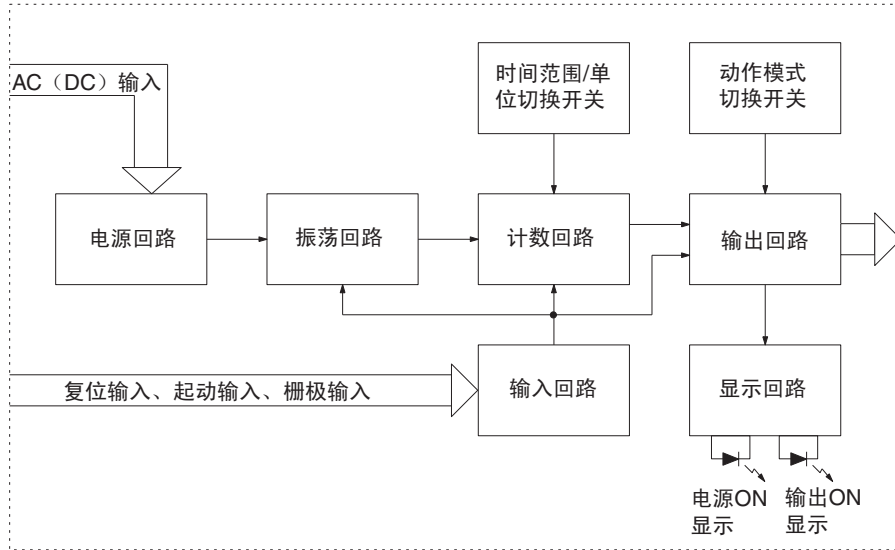 AC（DC）输入
时间范围/单
位切换开关
动作模式
切换开关
电源回路
振荡回路
计数回路
输出回路
复位输入、起动输入、栅极输入
输入回路
显示回路
电源ON
显示
输出ON
显示